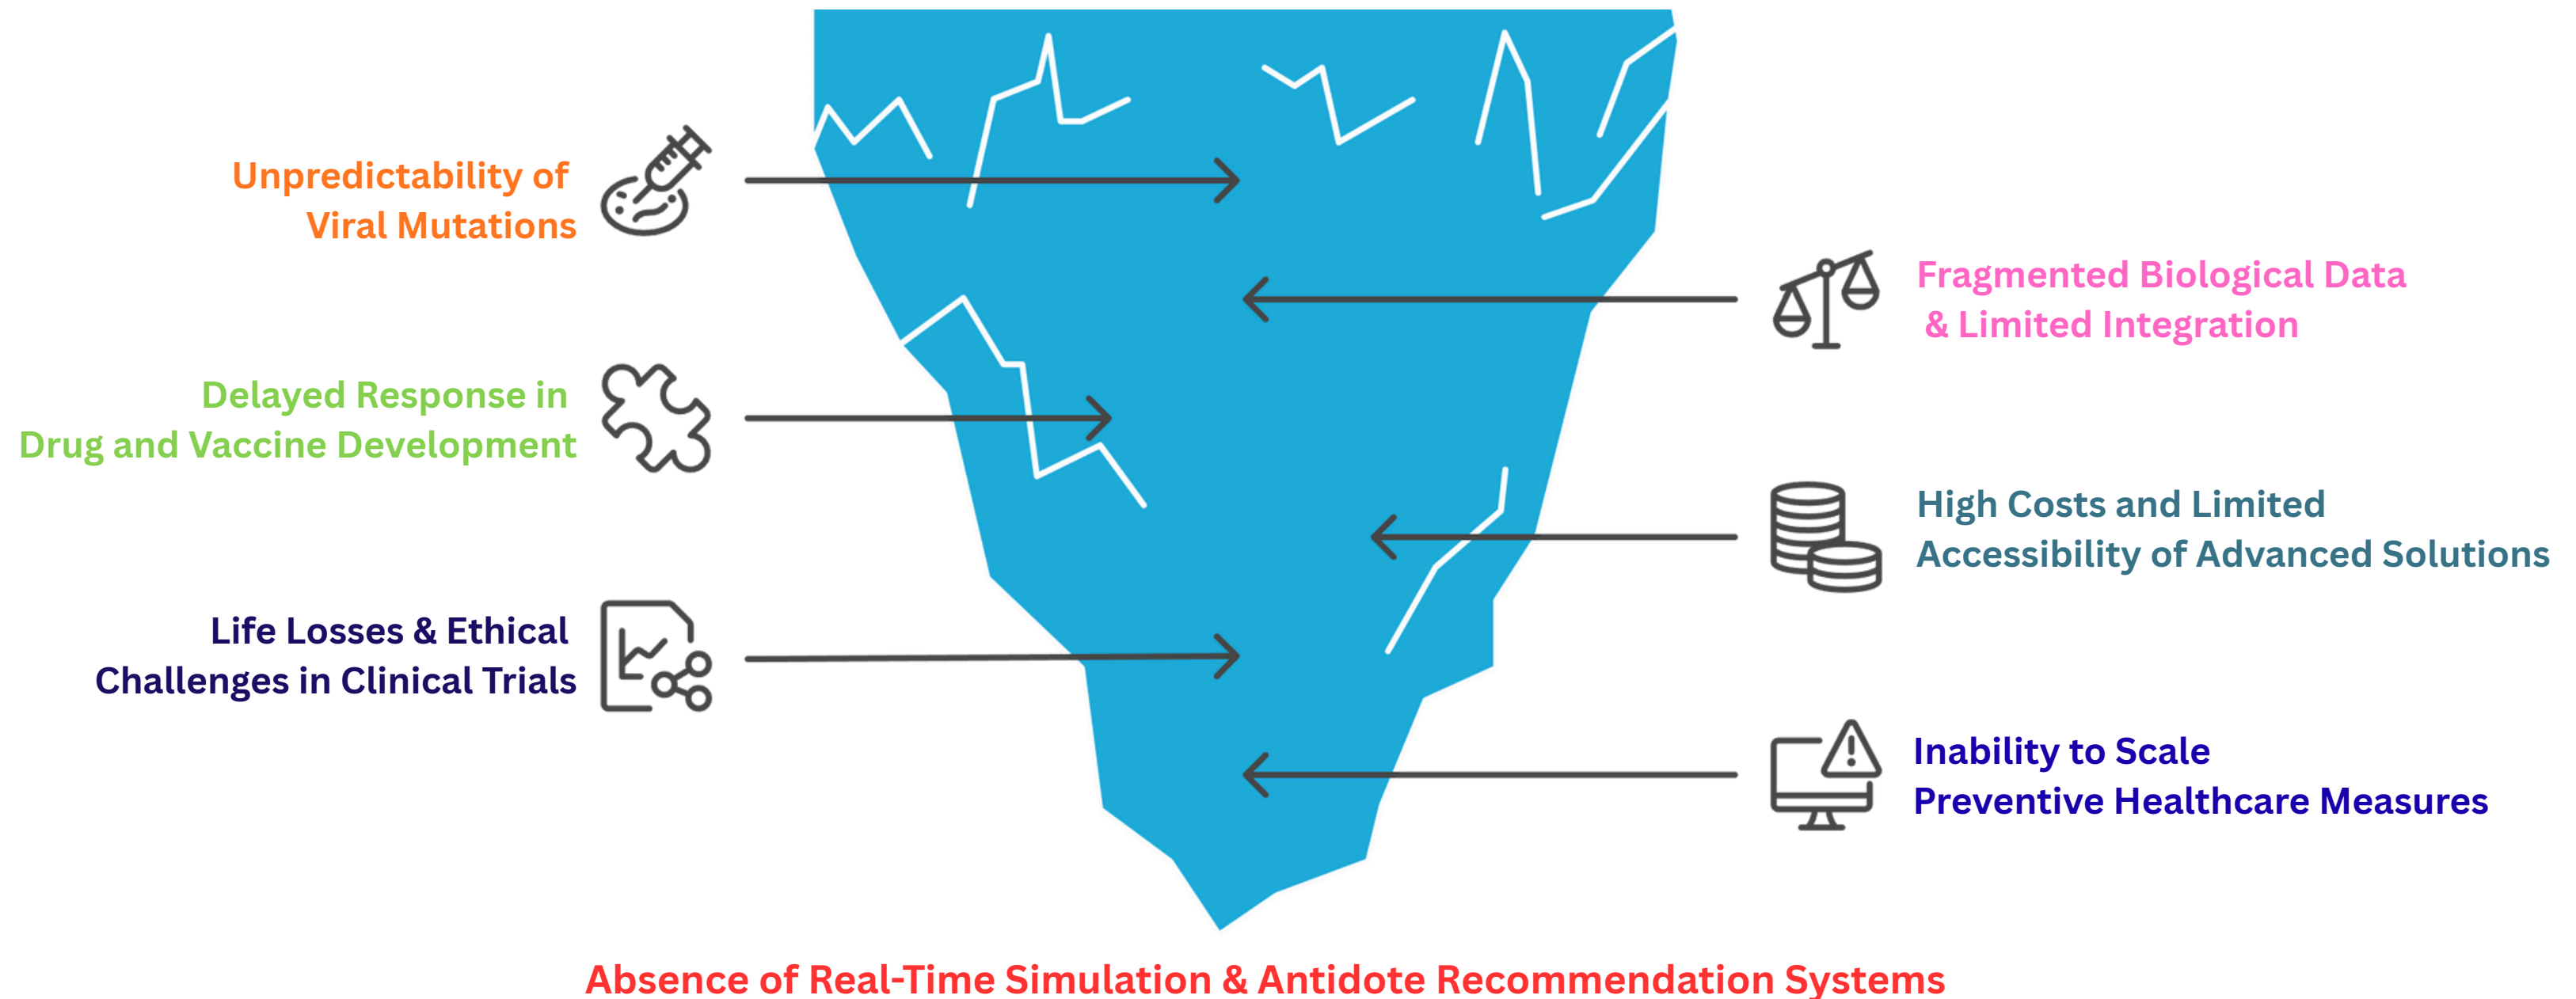 Unpredictability of
Viral Mutations
Fragmented Biological Data
& Limited Integration
Delayed Response in
Drug and Vaccine Development
High Costs and Limited
Accessibility of Advanced Solutions
Life Losses & Ethical
Challenges in Clinical Trials
Inability to Scale
Preventive Healthcare Measures
Absence of Real-Time Simulation & Antidote Recommendation Systems